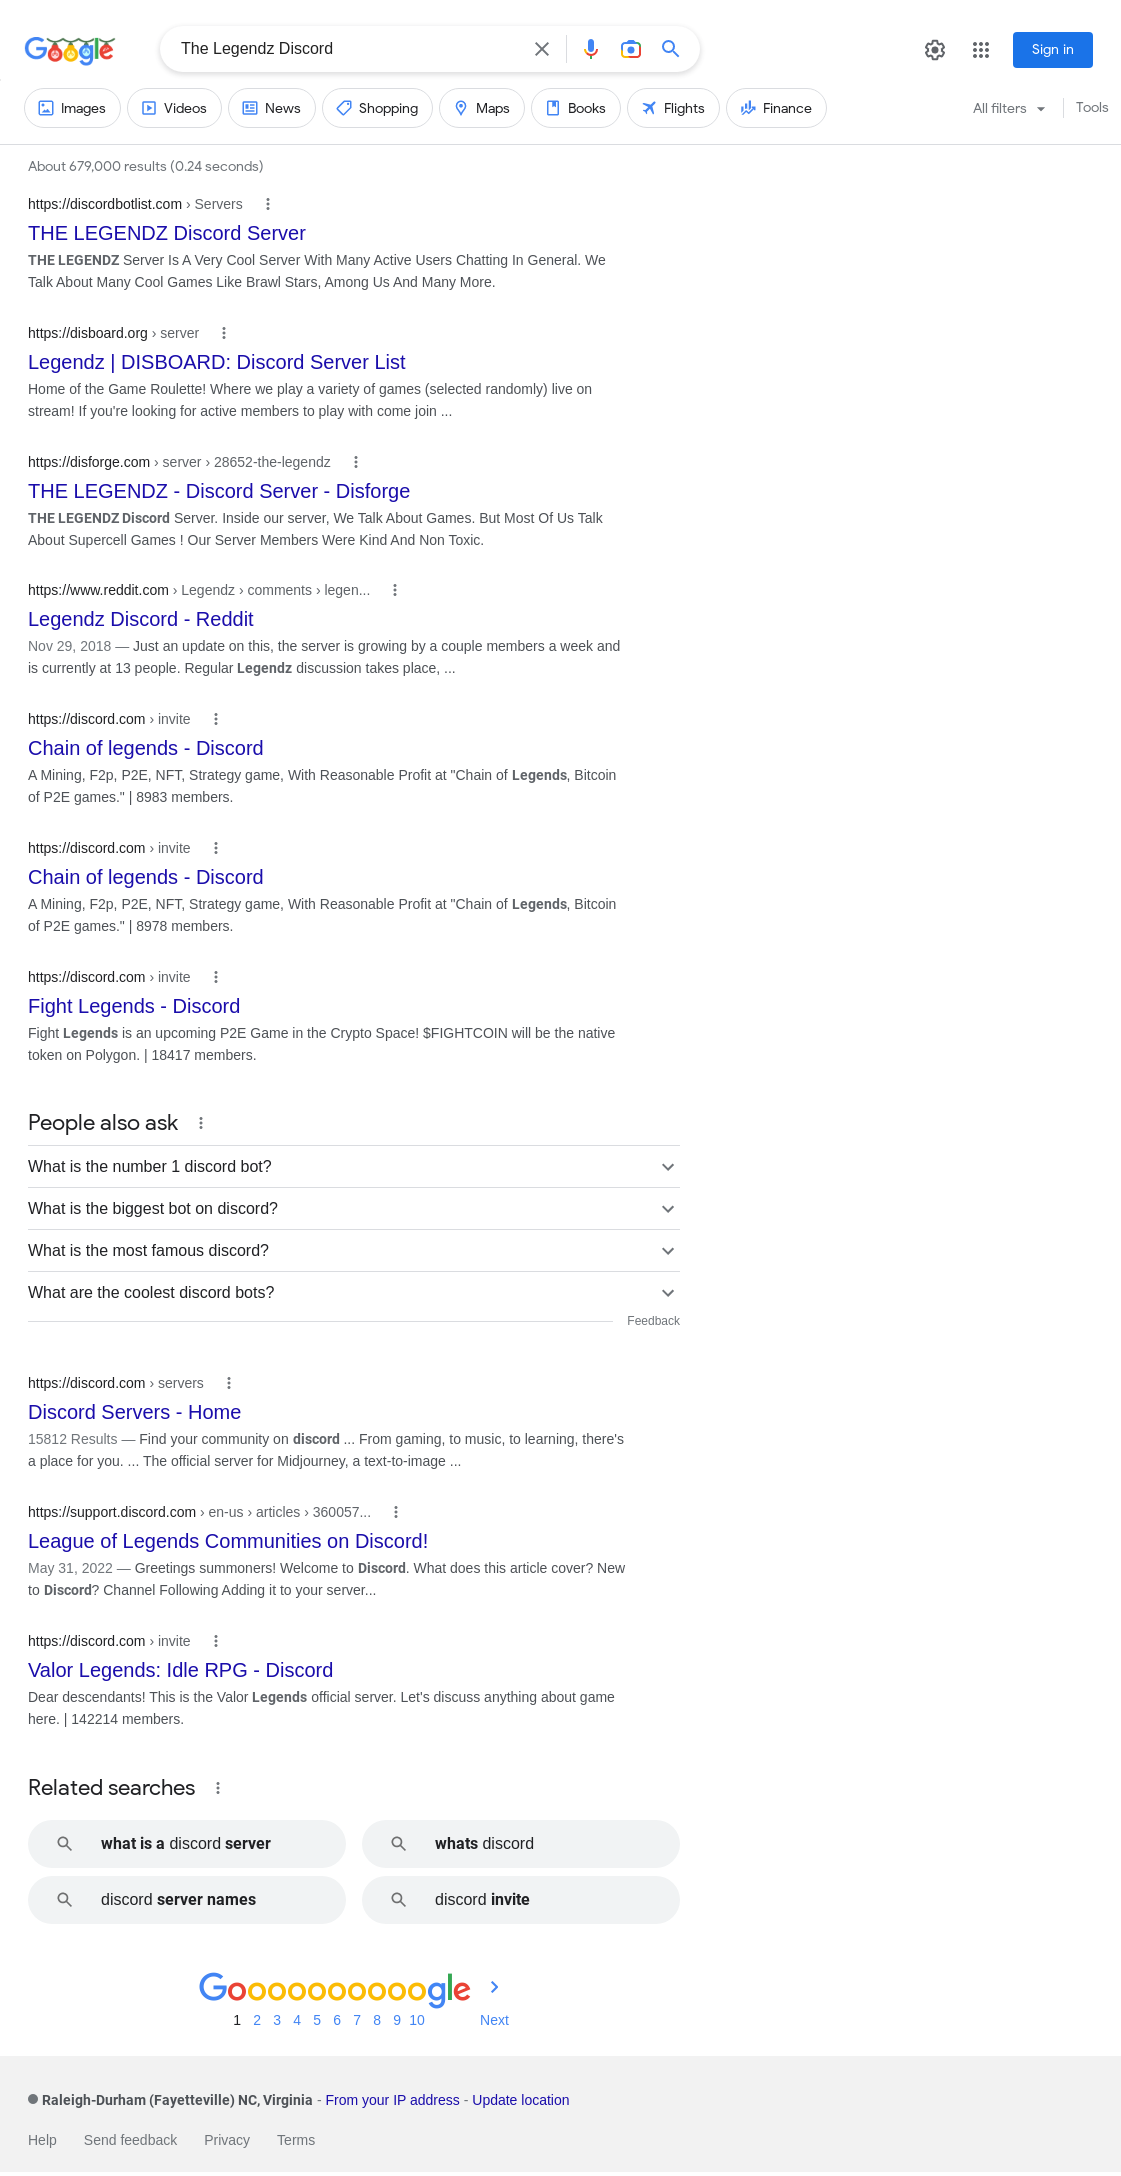 Google
The Legendz Discord
Sign in
Images Videos News Shopping Maps Books Flights Finance All filters Tools
About 679,000 results (0.24 seconds)
https://discordbotlist.com › Servers
THE LEGENDZ Discord Server
THE LEGENDZ Server Is A Very Cool Server With Many Active Users Chatting In General. We
Talk About Many Cool Games Like Brawl Stars, Among Us And Many More.
https://disboard.org › server
Legendz | DISBOARD: Discord Server List
Home of the Game Roulette! Where we play a variety of games (selected randomly) live on
stream! If you're looking for active members to play with come join ...
https://disforge.com › server › 28652-the-legendz
THE LEGENDZ - Discord Server - Disforge
THE LEGENDZ Discord Server. Inside our server, We Talk About Games. But Most Of Us Talk
About Supercell Games ! Our Server Members Were Kind And Non Toxic.
https://www.reddit.com › Legendz › comments › legen...
Legendz Discord - Reddit
Nov 29, 2018 — Just an update on this, the server is growing by a couple members a week and
is currently at 13 people. Regular Legendz discussion takes place, ...
https://discord.com › invite
Chain of legends - Discord
A Mining, F2p, P2E, NFT, Strategy game, With Reasonable Profit at "Chain of Legends, Bitcoin
of P2E games." | 8983 members.
https://discord.com › invite
Chain of legends - Discord
A Mining, F2p, P2E, NFT, Strategy game, With Reasonable Profit at "Chain of Legends, Bitcoin
of P2E games." | 8978 members.
https://discord.com › invite
Fight Legends - Discord
Fight Legends is an upcoming P2E Game in the Crypto Space! $FIGHTCOIN will be the native
token on Polygon. | 18417 members.
People also ask
What is the number 1 discord bot?
What is the biggest bot on discord?
What is the most famous discord?
What are the coolest discord bots?
Feedback
https://discord.com › servers
Discord Servers - Home
15812 Results — Find your community on discord ... From gaming, to music, to learning, there's
a place for you. ... The official server for Midjourney, a text-to-image ...
https://support.discord.com › en-us › articles › 360057...
League of Legends Communities on Discord!
May 31, 2022 — Greetings summoners! Welcome to Discord. What does this article cover? New
to Discord? Channel Following Adding it to your server...
https://discord.com › invite
Valor Legends: Idle RPG - Discord
Dear descendants! This is the Valor Legends official server. Let's discuss anything about game
here. | 142214 members.
Related searches
what is a discord server
whats discord
discord server names
discord invite
Goooooooooogle
1 2 3 4 5 6 7 8 9 10 Next
Raleigh-Durham (Fayetteville) NC, Virginia - From your IP address - Update location
Help Send feedback Privacy Terms